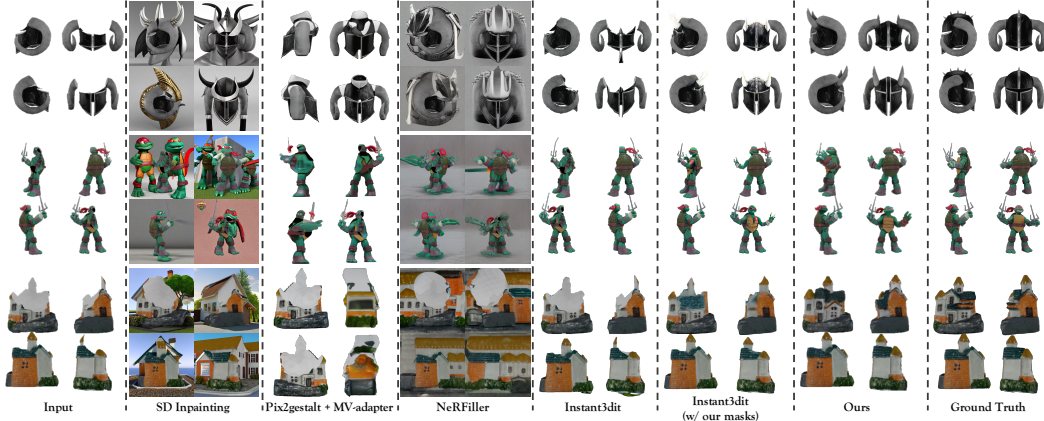 Input
SD Inpainting
Pix2gestalt + MV-adapter
NeRFiller
Instant3dit
Instant3dit
(w/ our masks)
Ours
Ground Truth